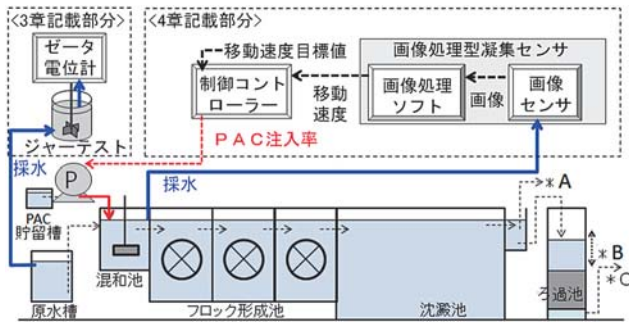 <3章記載部分>
ゼータ
電位計
ジャーテスト
採水
<4章記載部分>
移動速度目標値
制御コント
ローラー
移動
速度
画像処理型凝集センサ
画像処理
ソフト
画像
画像
センサ
PAC注入率
採水
P
PAC
貯留槽
原水槽
混和池
フロック形成池
沈澱池
ろ過池
*A
*B
*C